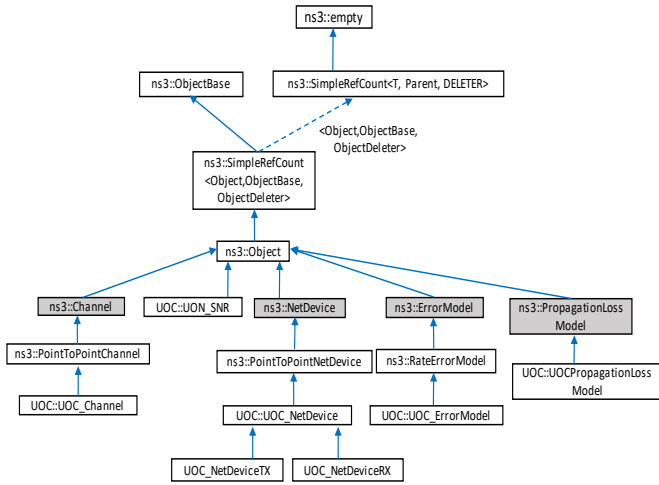 ns3::empty
ns3::ObjectBase
ns3::SimpleRefCount<T, Parent, DELETER>
<Object,ObjectBase,
ObjectDeleter>
ns3::SimpleRefCount
<Object,ObjectBase,
ObjectDeleter>
ns3::Object
ns3::Channel
UOC::UON_SNR
ns3::NetDevice
ns3::ErrorModel
ns3::PropagationLoss
Model
ns3::PointToPointChannel
ns3::PointToPointNetDevice
ns3::RateErrorModel
UOC::UOCPropagationLoss
Model
UOC::UOC_Channel
UOC::UOC_NetDevice
UOC::UOC_ErrorModel
UOC_NetDeviceTX
UOC_NetDeviceRX